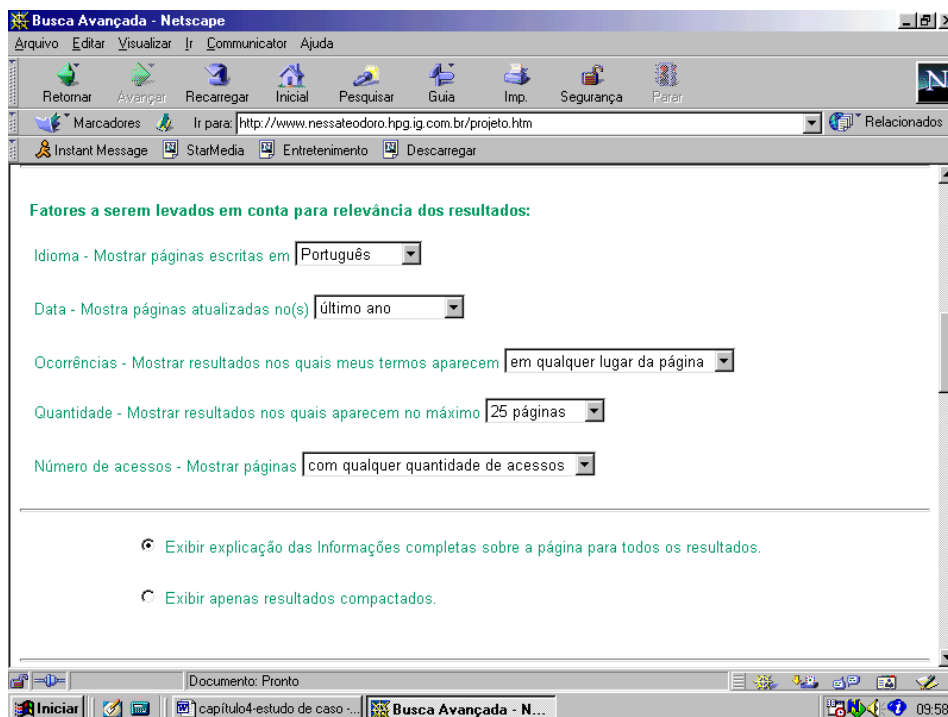 Busca Avançada - Netscape
Arquivo Editar Visualizar Ir Communicator Ajuda
Retornar Avançar Recarregar Inicial Pesquisar Guia Imp. Segurança Parar
N
Marcadores Ir para: http://www.nessateodoro.hpg.ig.com.br/projeto.htm Relacionados
Instant Message StarMedia Entretenimento Descarregar
Fatores a serem levados em conta para relevância dos resultados:
Idioma - Mostrar páginas escritas em Português
Data - Mostra páginas atualizadas no(s) último ano
Ocorrências - Mostrar resultados nos quais meus termos aparecem em qualquer lugar da página
Quantidade - Mostrar resultados nos quais aparecem no máximo 25 páginas
Número de acessos - Mostrar páginas com qualquer quantidade de acessos
Exibir explicação das Informações completas sobre a página para todos os resultados.
Exibir apenas resultados compactados.
Documento: Pronto
Iniciar capítulo4-estudo de caso -... Busca Avançada - N... 09:58